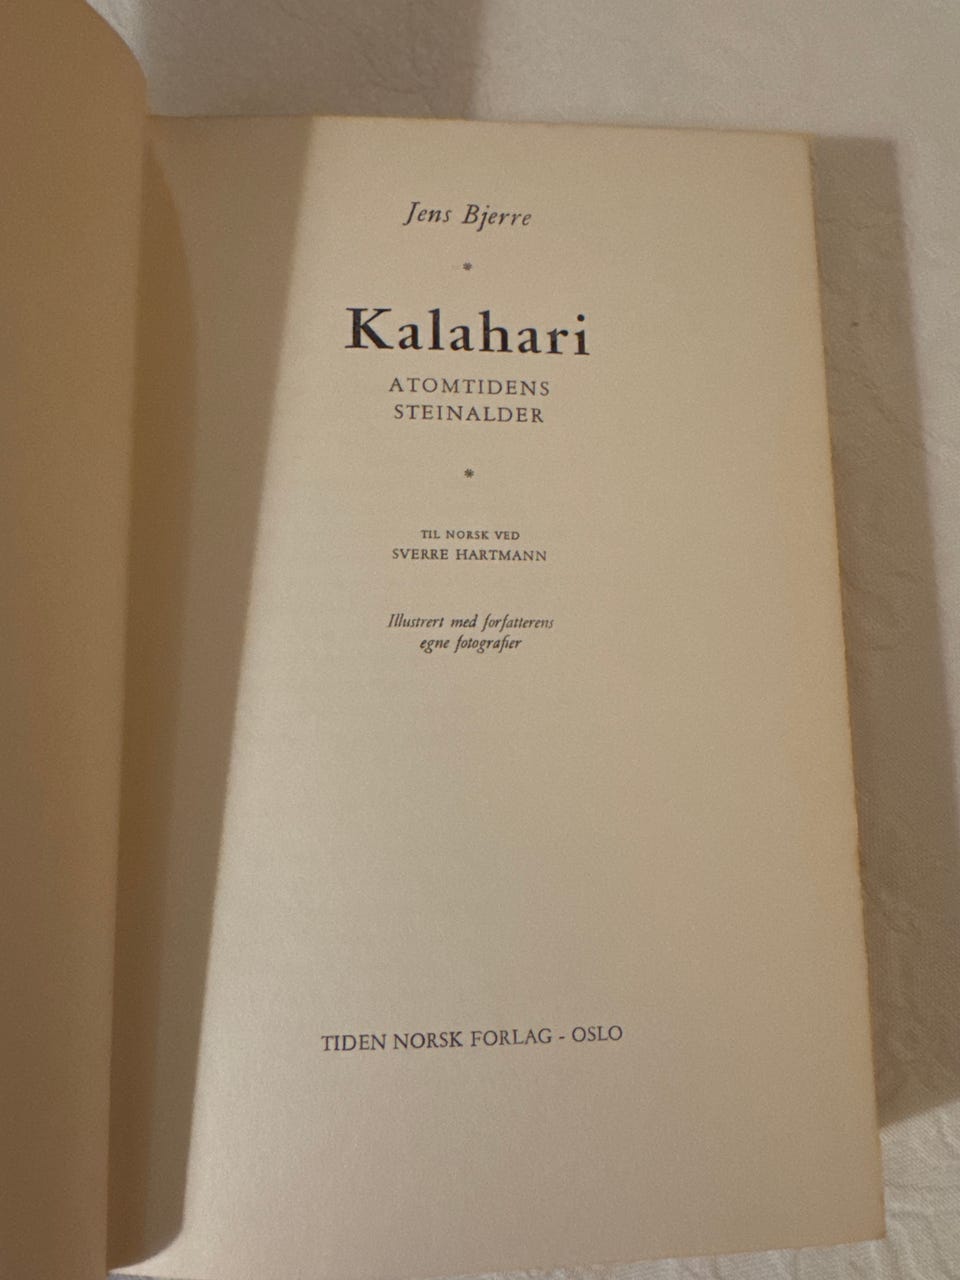 Jens Bjerre
*
Kalahari
ATOMTIDENS
STEINALDER
*
TIL NORSK VED
SVERRE HARTMANN
Illustrert med forfatterens
egne fotografier
TIDEN NORSK FORLAG - OSLO